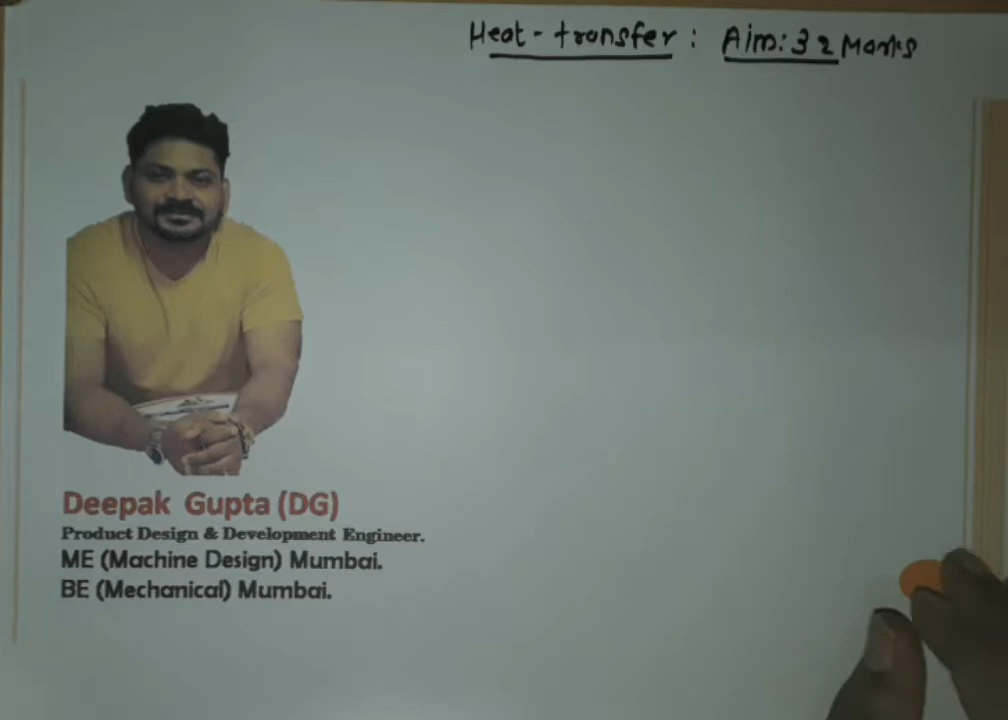 Heat-transfer : Aim: 32 Marks
Deepak Gupta (DG)
Product Design & Development Engineer.
ME (Machine Design) Mumbai.
BE (Mechanical) Mumbai.